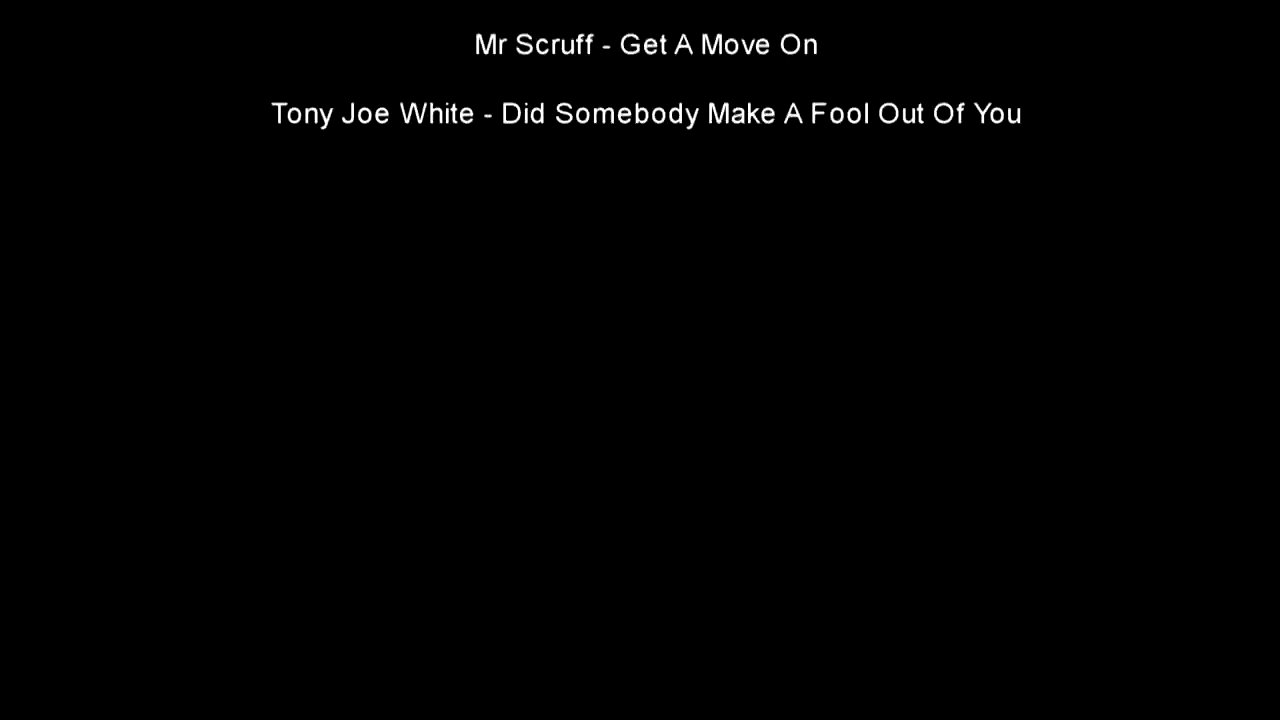 Mr Scruff - Get A Move On
Tony Joe White - Did Somebody Make A Fool Out Of You